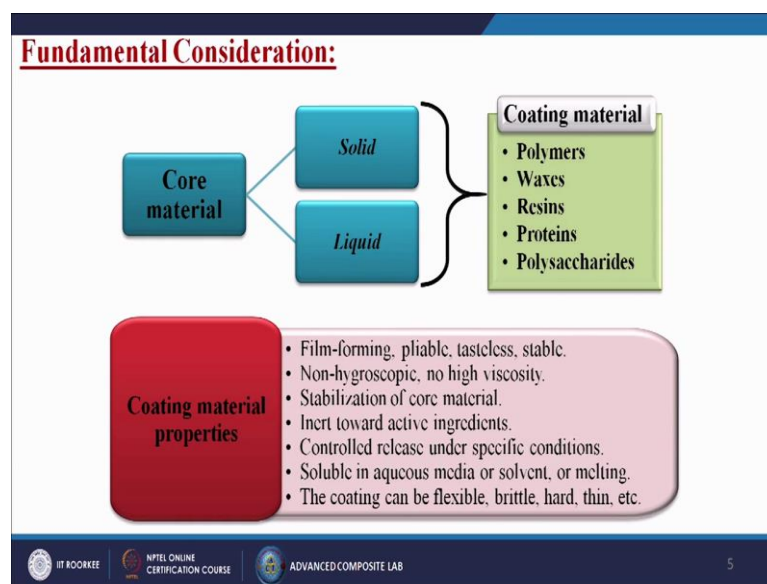 Fundamental Consideration:
Core
material
Solid
Liquid
Coating material
• Polymers
• Waxes
• Resins
• Proteins
• Polysaccharides
Coating material
properties
• Film-forming, pliable, tasteless, stable.
• Non-hygroscopic, no high viscosity.
• Stabilization of core material.
• Inert toward active ingredients.
• Controlled release under specific conditions.
• Soluble in aqueous media or solvent, or melting.
• The coating can be flexible, brittle, hard, thin, etc.
IIT ROORKEE
NPTEL ONLINE
CERTIFICATION COURSE
ADVANCED COMPOSITE LAB
5